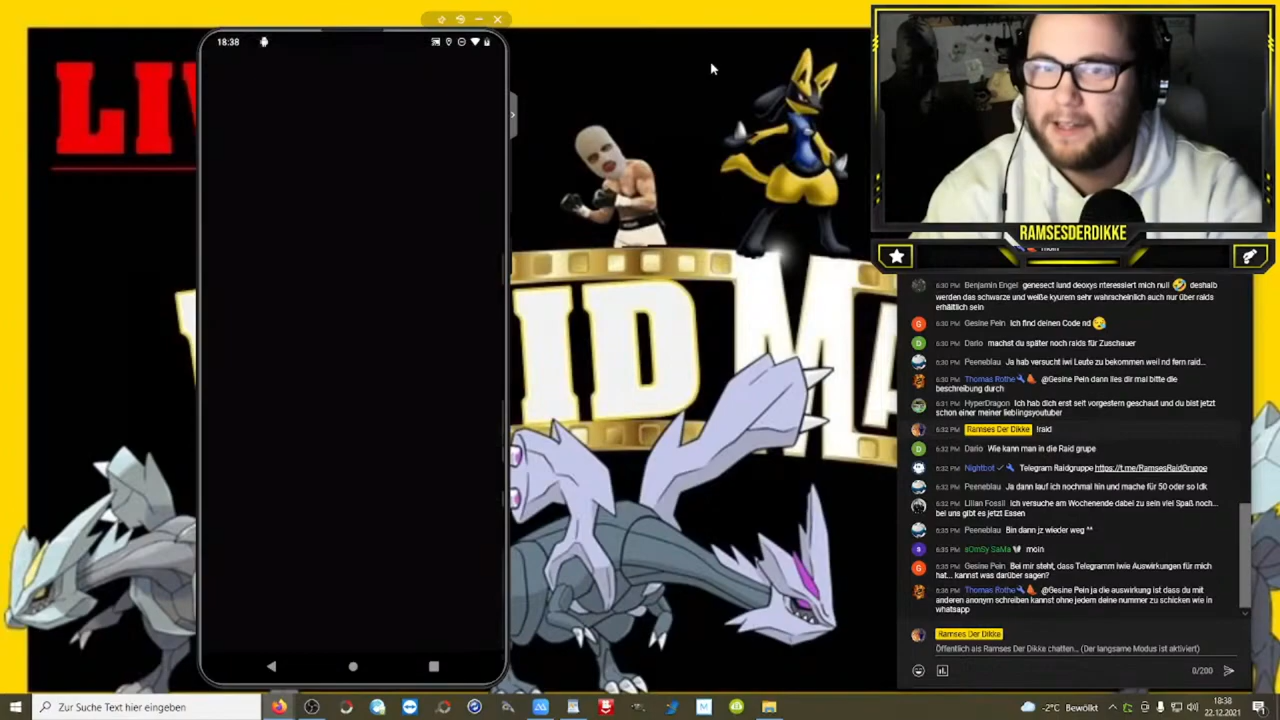 18:38
LIV
ID MA
RAMSESDERDIKKE
6:30 PM Benjamin Engel genesect iund deoxys nteressiert mich null 🤣 deshalb
werden das schwarze und weiße kyurem sehr wahrscheinlich auch nur über raids
erhältlich sein
6:30 PM Gesine Pein Ich find deinen Code nd 😥
6:30 PM Dario machst du später noch raids für Zuschauer
6:30 PM Peeneblau Ja hab versucht iwi Leute zu bekommen weil nd fern raid...
6:30 PM Thomas Rothe @Gesine Pein dann lies dir mal bitte die
beschreibung durch
6:31 PM HyperDragon Ich hab dich erst seit vorgestern geschaut und du bist jetzt
schon einer meiner lieblingsyoutuber
6:32 PM Ramses Der Dikke !raid
6:32 PM Dario Wie kann man in die Raid grupe
6:32 PM Nightbot Telegram Raidgruppe https://t.me/RamsesRaidGruppe
6:32 PM Peeneblau Ja dann lauf ich nochmal hin und mache für 50 oder so Idk
6:32 PM Lilian Fossil Ich versuche am Wochenende dabei zu sein viel Spaß noch...
bei uns gibt es jetzt Essen
6:35 PM Peeneblau Bin dann jz wieder weg ^^
6:35 PM sOmSy SaMa moin
6:35 PM Gesine Pein Bei mir steht, dass Telegramm iwie Auswirkungen für mich
hat... kannst was darüber sagen?
6:36 PM Thomas Rothe @Gesine Pein ja die auswirkung ist dass du mit
anderen anonym schreiben kannst ohne jedem deine nummer zu schicken wie in
whatsapp
Ramses Der Dikke
Öffentlich als Ramses Der Dikke chatten... (Der langsame Modus ist aktiviert)
0/200
Zur Suche Text hier eingeben
-2°C Bewölkt
18:38
22.12.2021